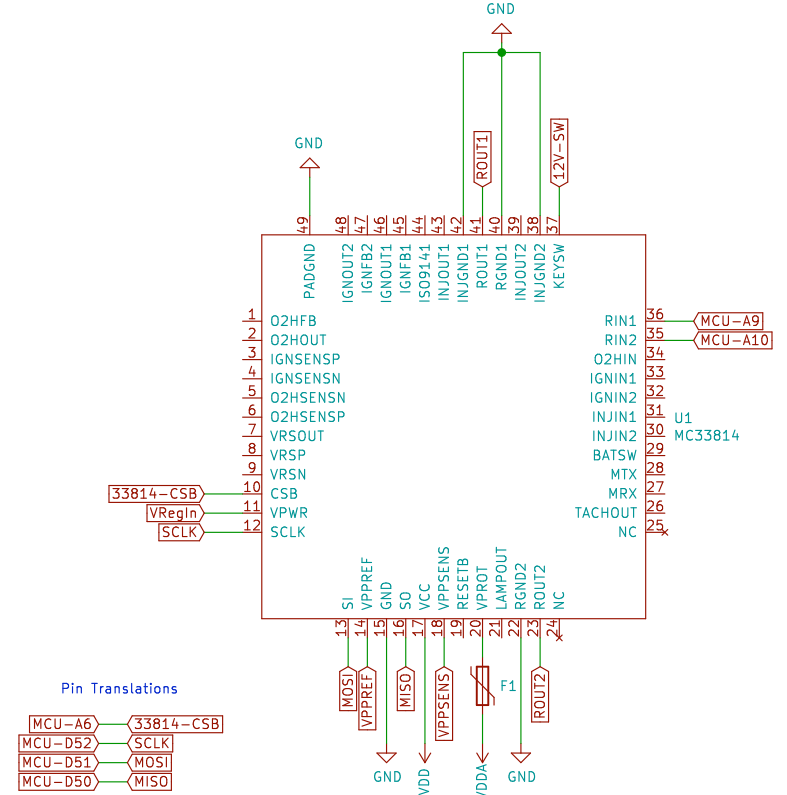 GND
GND
ROUT1
12V-SW
49
48
47
46
45
44
43
42
41
40
39
38
37
PADGND
IGNOUT2
IGNFB2
IGNOUT1
IGNFB1
ISO9141
INJOUT1
INJGND1
ROUT1
RGND1
INJOUT2
INJGND2
KEYSW
1 O2HFB
2 O2HOUT
3 IGNSENSP
4 IGNSENSN
5 O2HSENSN
6 O2HSENSP
7 VRSOUT
8 VRSP
9 VRSN
33814-CSB 10 CSB
VRegIn 11 VPWR
SCLK 12 SCLK
RIN1 36 MCU-A9
RIN2 35 MCU-A10
O2HIN 34
IGNIN1 33
IGNIN2 32
INJIN1 31
INJIN2 30
BATSW 29
MTX 28
MRX 27
TACHOUT 26
NC 25
U1
MC33814
SI
VPPREF
GND
SO
VCC
VPPSENS
RESETB
VPROT
LAMPOUT
RGND2
ROUT2
NC
13
14
15
16
17
18
19
20
21
22
23
24
MOSI
VPPREF
MISO
VPPSENS
F1
ROUT2
GND
VDD
VDDA
GND
Pin Translations
MCU-A6 33814-CSB
MCU-D52 SCLK
MCU-D51 MOSI
MCU-D50 MISO